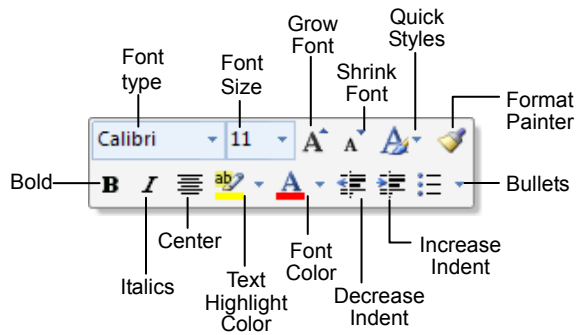 Grow
Font
Quick
Styles
Font
type
Font
Size
Shrink
Font
Format
Painter
Calibri
11
A
A
A
Bold
B
I
ab
A
Bullets
Center
Italics
Text
Highlight
Color
Font
Color
Decrease
Indent
Increase
Indent